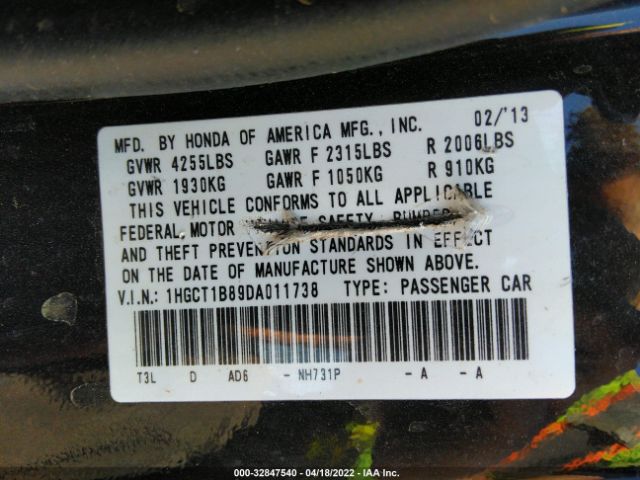 MFD. BY HONDA OF AMERICA MFG., INC. 02/'13
GVWR 4255LBS GAWR F 2315LBS R 2006LBS
GVWR 1930KG GAWR F 1050KG R 910KG
THIS VEHICLE CONFORMS TO ALL APPLICABLE
FEDERAL MOTOR SAFETY, BUMPER
AND THEFT PREVENTION STANDARDS IN EFFECT
ON THE DATE OF MANUFACTURE SHOWN ABOVE.
V.I.N.: 1HGCT1B89DA011738 TYPE: PASSENGER CAR
T3L D AD6 - NH731P - A - A
000-32847540 - 04/18/2022 - IAA Inc.